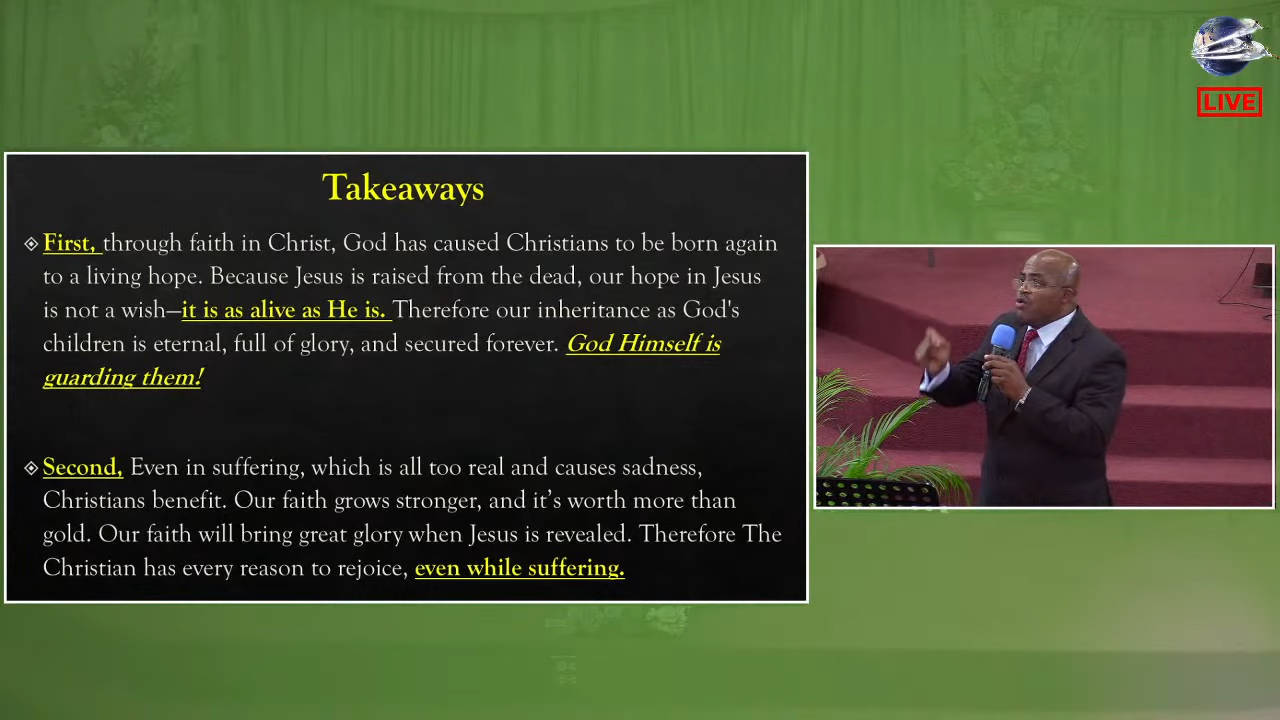 LIVE
Takeaways
First, through faith in Christ, God has caused Christians to be born again
to a living hope. Because Jesus is raised from the dead, our hope in Jesus
is not a wish—it is as alive as He is. Therefore our inheritance as God's
children is eternal, full of glory, and secured forever. God Himself is
guarding them!
Second, Even in suffering, which is all too real and causes sadness,
Christians benefit. Our faith grows stronger, and it’s worth more than
gold. Our faith will bring great glory when Jesus is revealed. Therefore The
Christian has every reason to rejoice, even while suffering.